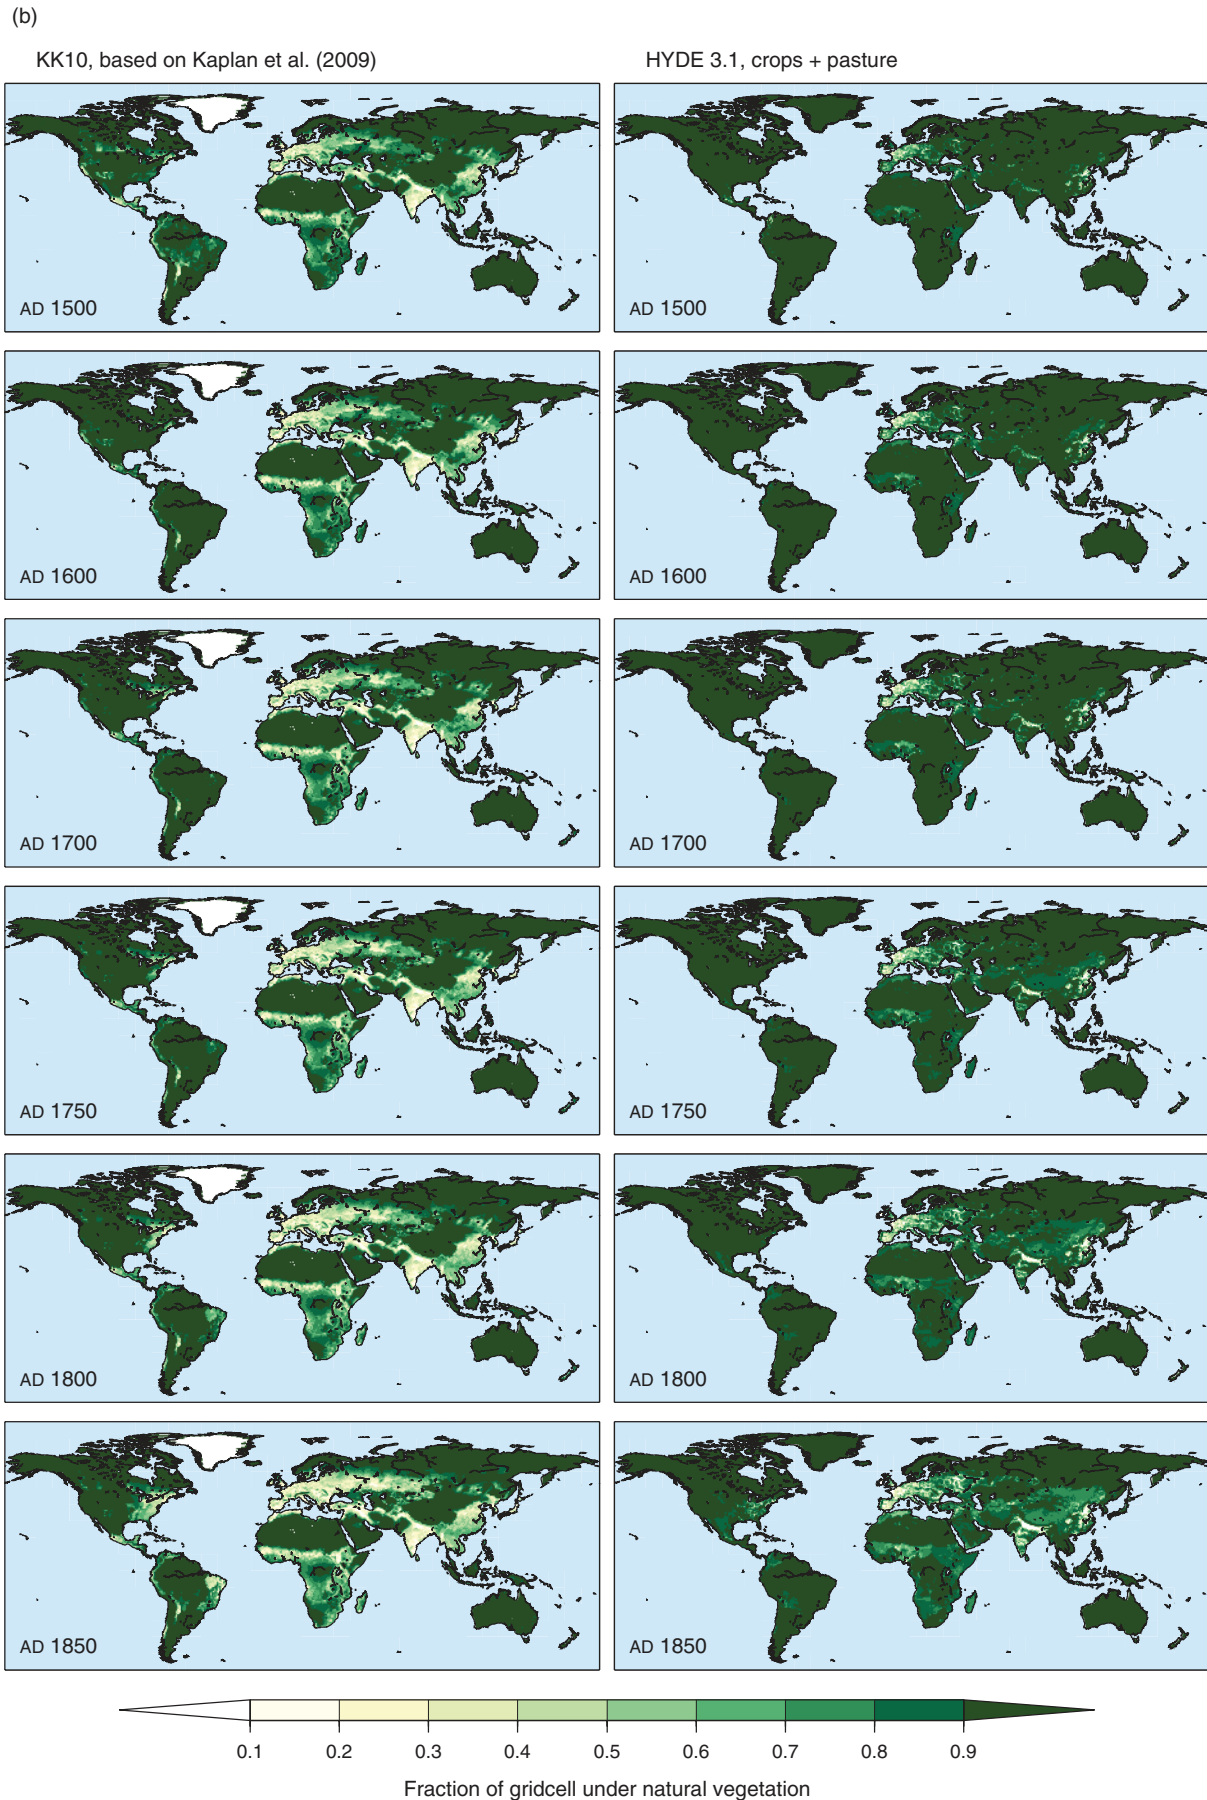 (b)
KK10, based on Kaplan et al. (2009)
HYDE 3.1, crops + pasture
AD 1500
AD 1500
AD 1600
AD 1600
AD 1700
AD 1700
AD 1750
AD 1750
AD 1800
AD 1800
AD 1850
AD 1850
0.1 0.2 0.3 0.4 0.5 0.6 0.7 0.8 0.9
Fraction of gridcell under natural vegetation